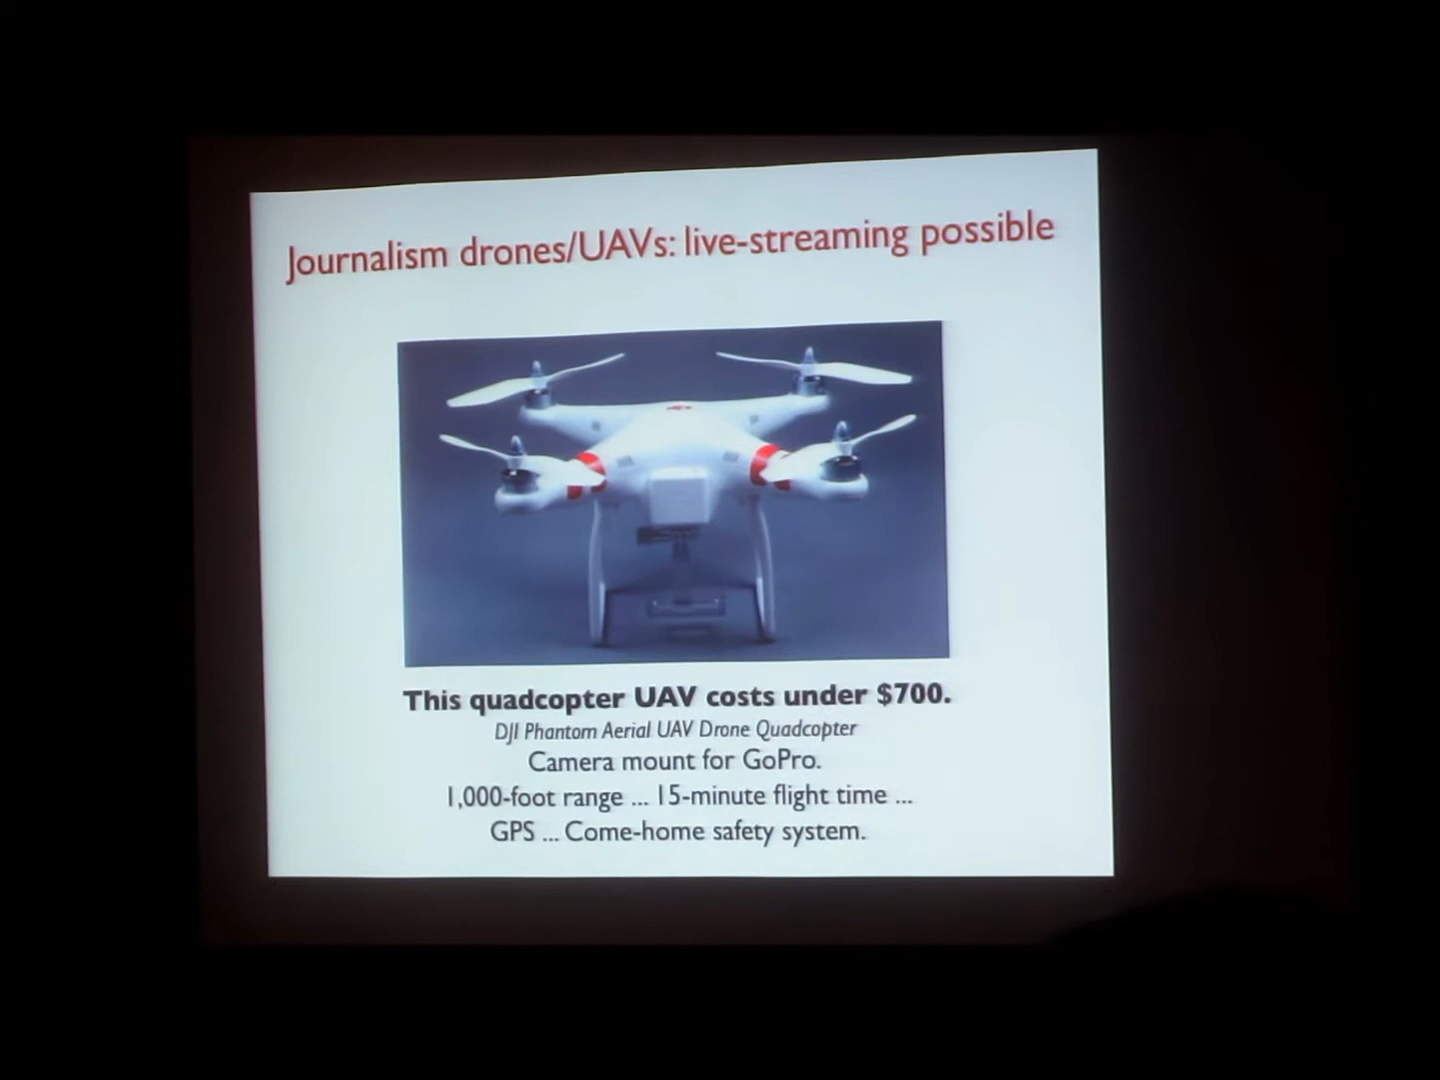 Journalism drones/UAVs: live-streaming possible
This quadcopter UAV costs under $700.
DJI Phantom Aerial UAV Drone Quadcopter
Camera mount for GoPro.
1,000-foot range ... 15-minute flight time ...
GPS ... Come-home safety system.